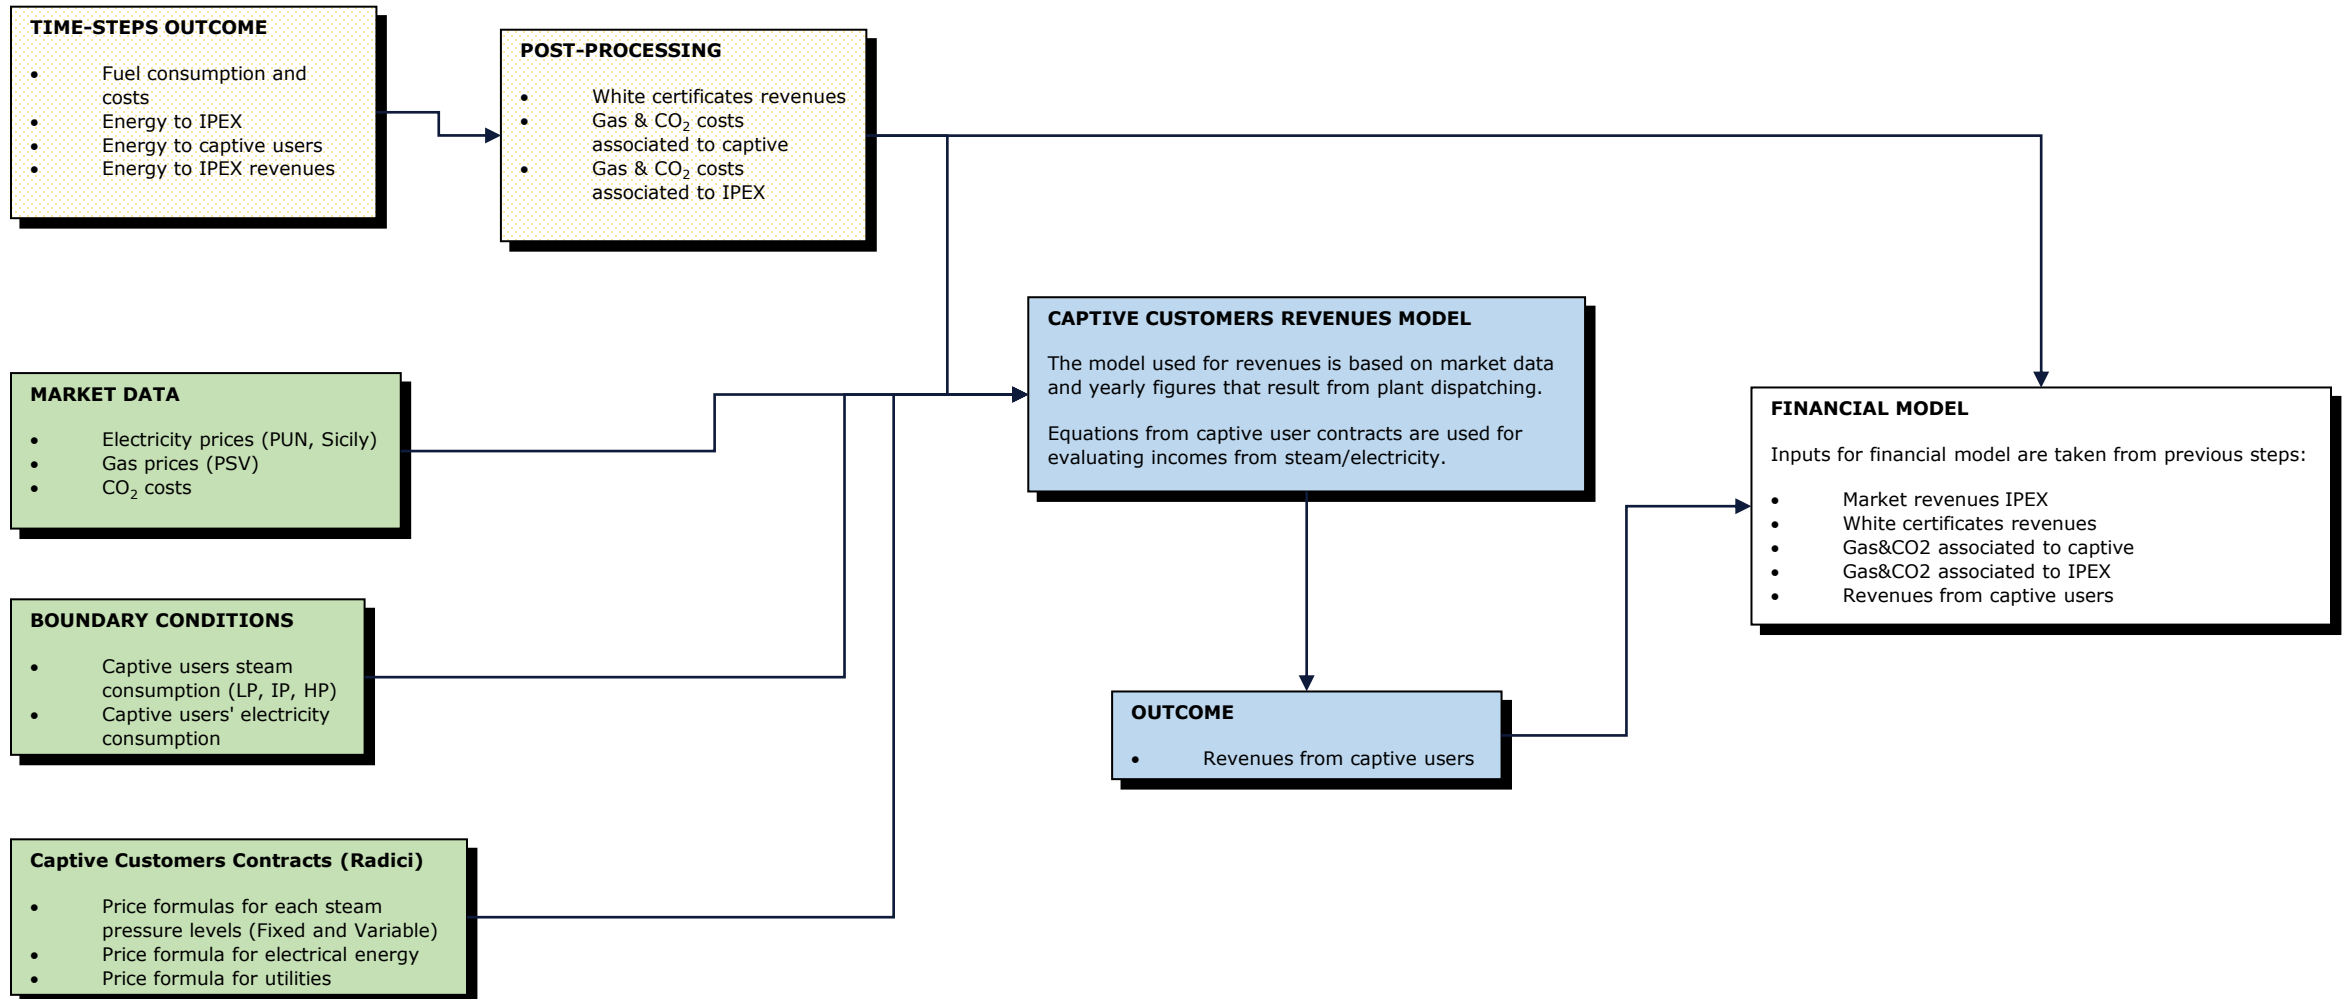 TIME-STEPS OUTCOME
• Fuel consumption and
costs
• Energy to IPEX
• Energy to captive users
• Energy to IPEX revenues
POST-PROCESSING
• White certificates revenues
• Gas & CO₂ costs
associated to captive
• Gas & CO₂ costs
associated to IPEX
MARKET DATA
• Electricity prices (PUN, Sicily)
• Gas prices (PSV)
• CO₂ costs
BOUNDARY CONDITIONS
• Captive users steam
consumption (LP, IP, HP)
• Captive users' electricity
consumption
Captive Customers Contracts (Radici)
• Price formulas for each steam
pressure levels (Fixed and Variable)
• Price formula for electrical energy
• Price formula for utilities
CAPTIVE CUSTOMERS REVENUES MODEL
The model used for revenues is based on market data
and yearly figures that result from plant dispatching.
Equations from captive user contracts are used for
evaluating incomes from steam/electricity.
OUTCOME
• Revenues from captive users
FINANCIAL MODEL
Inputs for financial model are taken from previous steps:
• Market revenues IPEX
• White certificates revenues
• Gas&CO2 associated to captive
• Gas&CO2 associated to IPEX
• Revenues from captive users